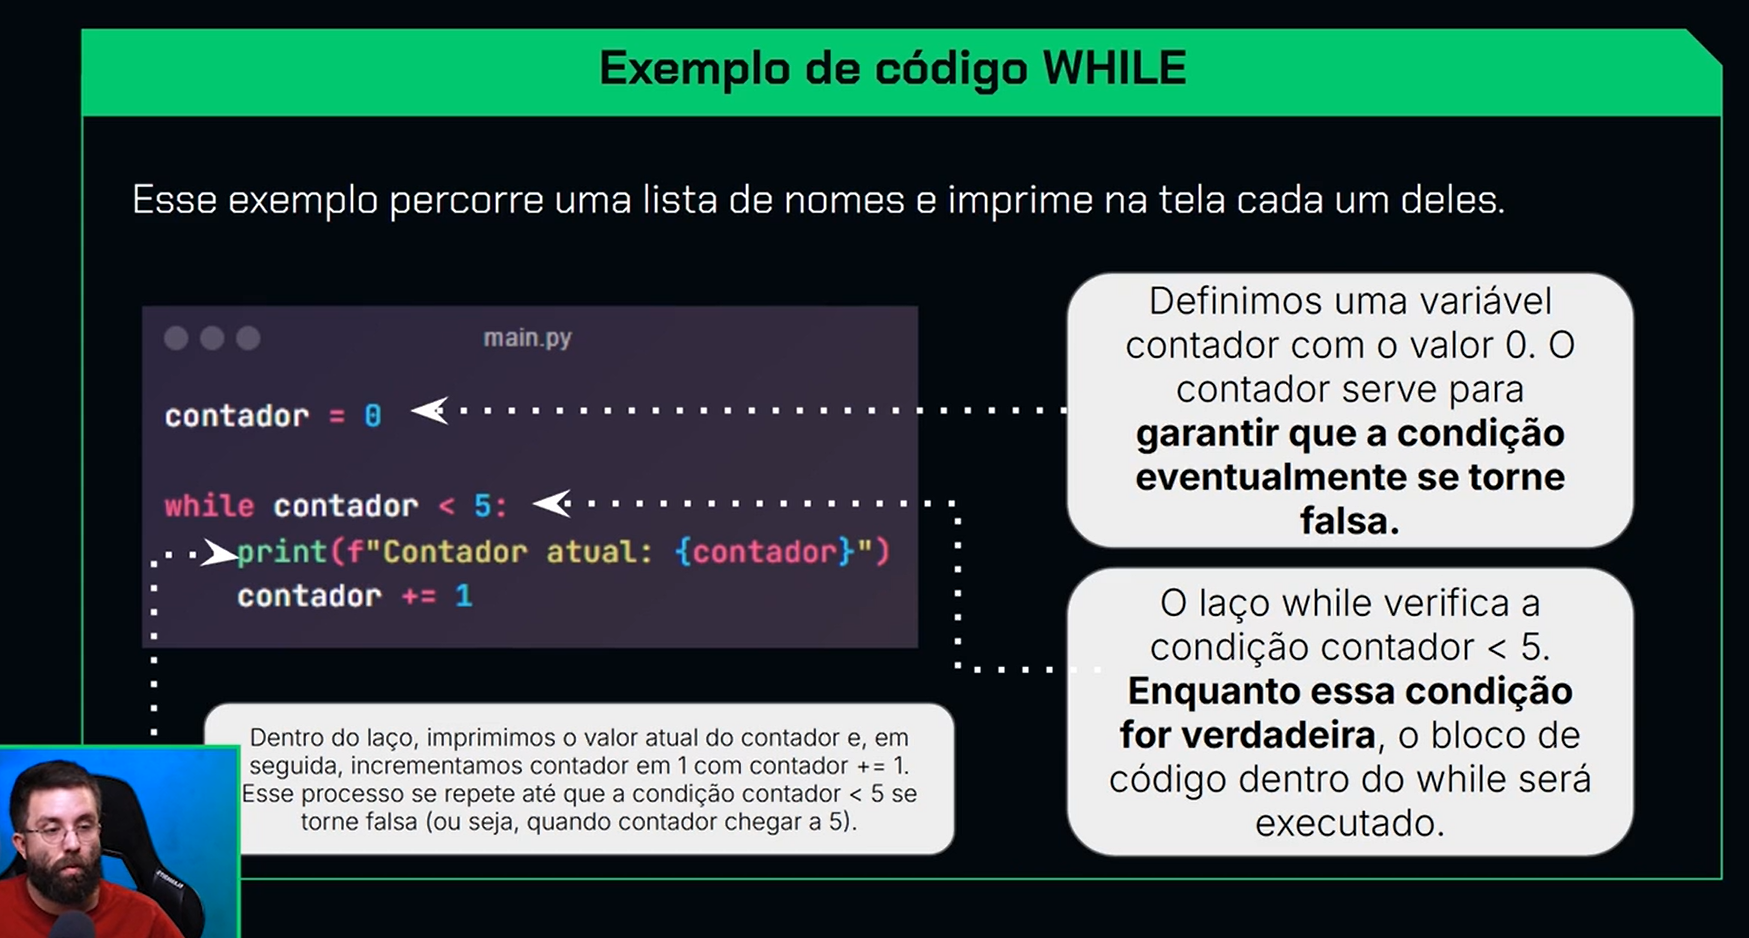 Exemplo de código WHILE
Esse exemplo percorre uma lista de nomes e imprime na tela cada um deles.
main.py
contador = 0
while contador < 5:
print(f"Contador atual: {contador}")
contador += 1
Definimos uma variável
contador com o valor 0. O
contador serve para
garantir que a condição
eventualmente se torne
falsa.
O laço while verifica a
condição contador < 5.
Enquanto essa condição
for verdadeira, o bloco de
código dentro do while será
executado.
Dentro do laço, imprimimos o valor atual do contador e, em
seguida, incrementamos contador em 1 com contador += 1.
Esse processo se repete até que a condição contador < 5 se
torne falsa (ou seja, quando contador chegar a 5).